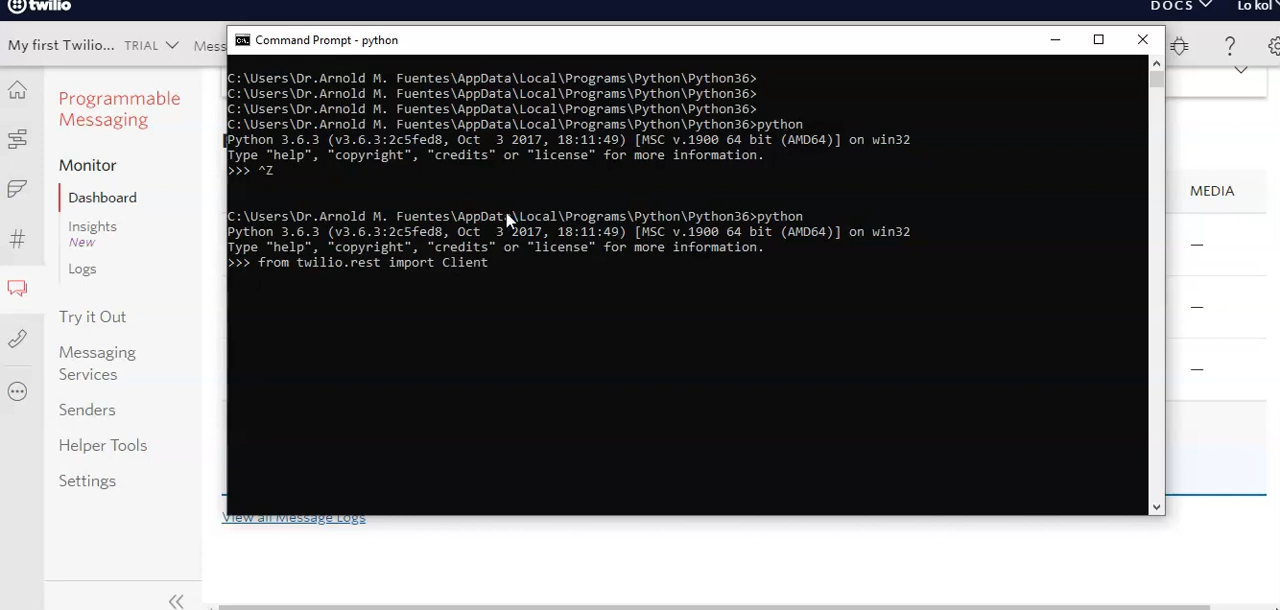 twilio
DOCS
Lo kol
My first Twilio... TRIAL
Mess
Command Prompt - python
Programmable
Messaging
Monitor
Dashboard
Insights
New
Logs
Try it Out
Messaging
Services
Senders
Helper Tools
Settings
C:\Users\Dr.Arnold M. Fuentes\AppData\Local\Programs\Python\Python36>
C:\Users\Dr.Arnold M. Fuentes\AppData\Local\Programs\Python\Python36>
C:\Users\Dr.Arnold M. Fuentes\AppData\Local\Programs\Python\Python36>
C:\Users\Dr.Arnold M. Fuentes\AppData\Local\Programs\Python\Python36>python
Python 3.6.3 (v3.6.3:2c5fed8, Oct  3 2017, 18:11:49) [MSC v.1900 64 bit (AMD64)] on win32
Type "help", "copyright", "credits" or "license" for more information.
>>> ^Z
C:\Users\Dr.Arnold M. Fuentes\AppData\Local\Programs\Python\Python36>python
Python 3.6.3 (v3.6.3:2c5fed8, Oct  3 2017, 18:11:49) [MSC v.1900 64 bit (AMD64)] on win32
Type "help", "copyright", "credits" or "license" for more information.
>>> from twilio.rest import Client
MEDIA
—
—
—
View all Message Logs